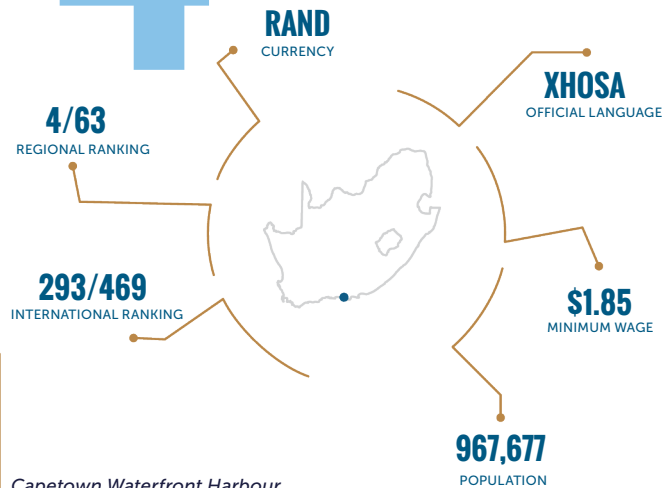 RAND
CURRENCY
XHOSA
OFFICIAL LANGUAGE
4/63
REGIONAL RANKING
293/469
INTERNATIONAL RANKING
$1.85
MINIMUM WAGE
967,677
POPULATION
Capetown Waterfront Harbour